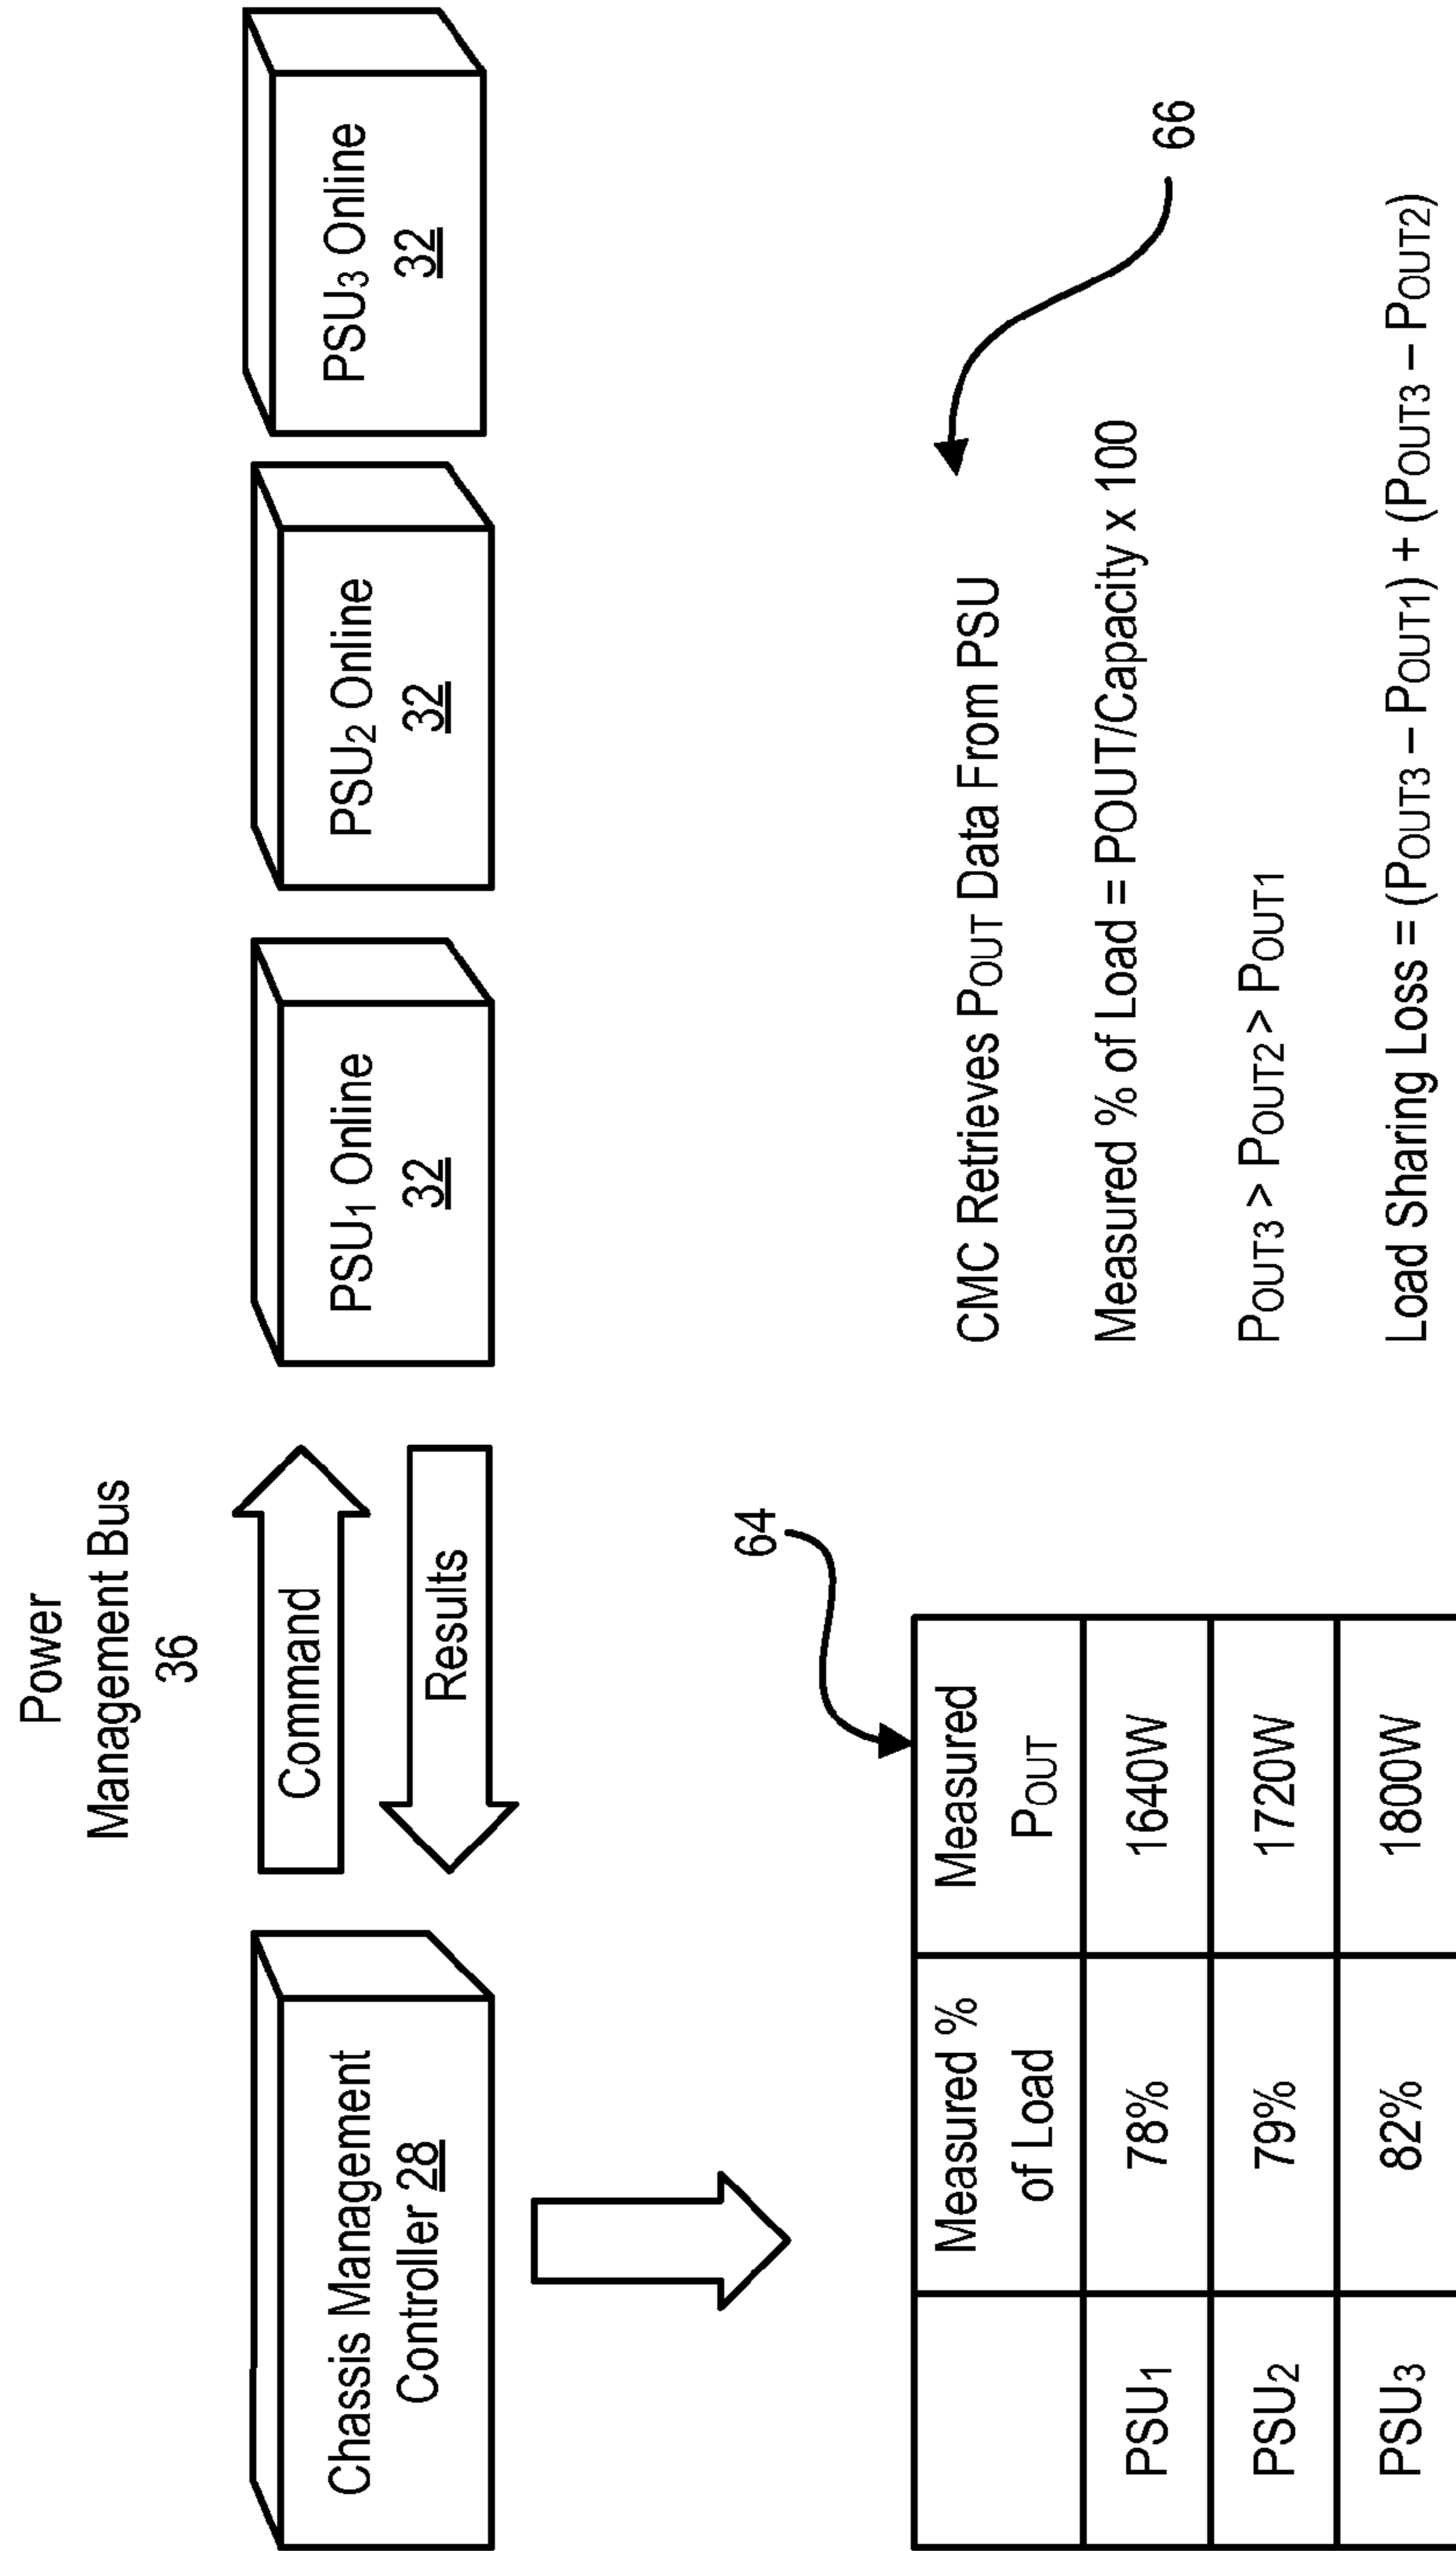 Power
Management Bus
36
Chassis Management
Controller 28
Command
Results
PSU1 Online
32
PSU2 Online
32
PSU3 Online
32
64
Measured %
of Load
Measured
POUT
PSU1 78% 1640W
PSU2 79% 1720W
PSU3 82% 1800W
66
CMC Retrieves POUT Data From PSU
Measured % of Load = POUT/Capacity x 100
POUT3 > POUT2 > POUT1
Load Sharing Loss = (POUT3 – POUT1) + (POUT3 – POUT2)